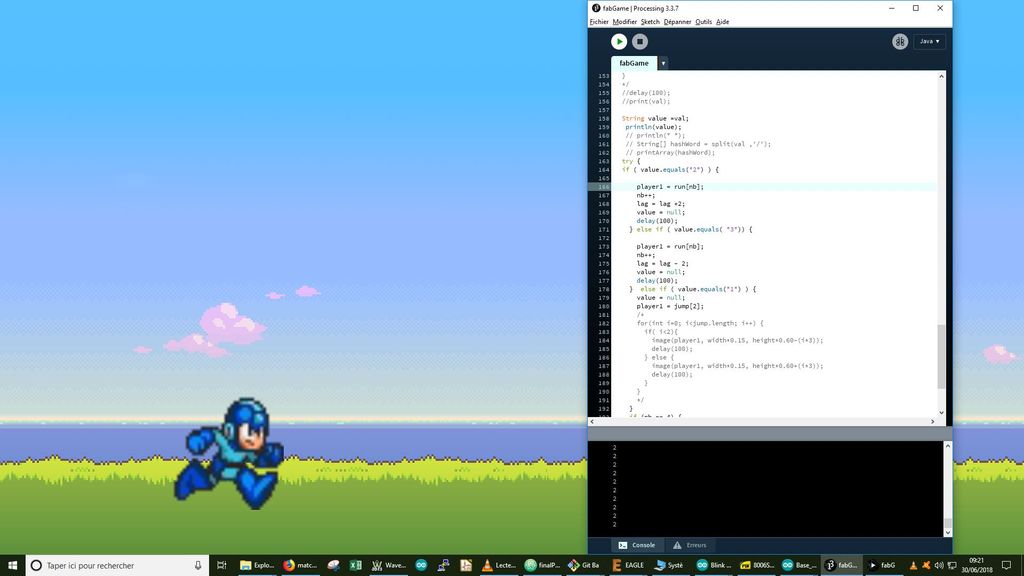 fabGame | Processing 3.3.7
Fichier Modifier Sketch Dépanner Outils Aide
Java
fabGame
153 }
154 */
155 //delay(100);
156 //print(val);
157
158 String value =val;
159 println(value);
160 // println(" ");
161 // String[] hashWord = split(val ,'/');
162 // printArray(hashWord);
163 try {
164 if ( value.equals("2") ) {
165
166 player1 = run[nb];
167 nb++;
168 lag = lag +2;
169 value = null;
170 delay(100);
171 } else if ( value.equals( "3")) {
172
173 player1 = run[nb];
174 nb++;
175 lag = lag - 2;
176 value = null;
177 delay(100);
178 } else if ( value.equals("1") ) {
179 value = null;
180 player1 = jump[2];
181 /*
182 for(int i=0; i<jump.length; i++) {
183 if( i<2){
184 image(player1, width*0.15, height*0.60-(i*3));
185 delay(100);
186 } else {
187 image(player1, width*0.15, height*0.60+(i*3));
188 delay(100);
189 }
190 }
191 */
192 }
2
2
2
2
2
2
2
2
2
2
Console Erreurs
Taper ici pour rechercher
Explo... matc... Wave... Lecte... finalP... Git Ba EAGLE Systè Blink ... 8006S... Base_... fabG... fabG
09:21
30/06/2018